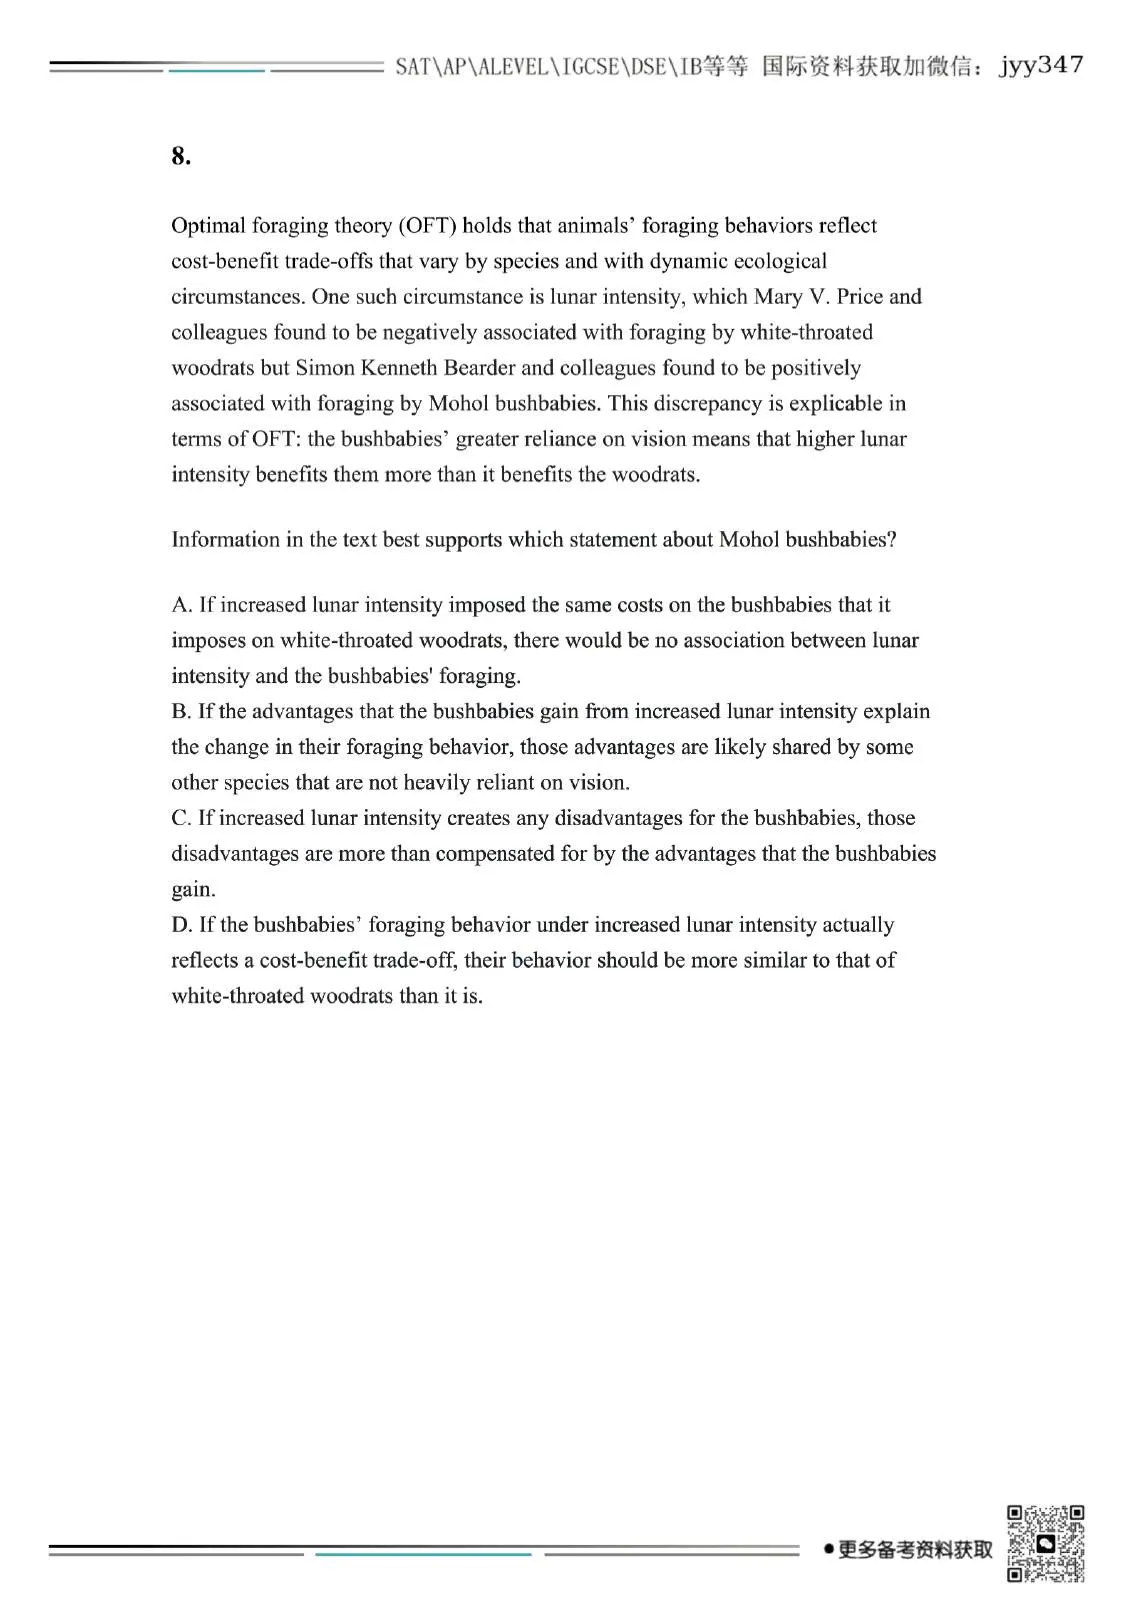 SAT\AP\ALEVEL\IGCSE\DSE\IB等等 国际资料获取加微信： jyy347
8.
Optimal foraging theory (OFT) holds that animals’ foraging behaviors reflect
cost-benefit trade-offs that vary by species and with dynamic ecological
circumstances. One such circumstance is lunar intensity, which Mary V. Price and
colleagues found to be negatively associated with foraging by white-throated
woodrats but Simon Kenneth Bearder and colleagues found to be positively
associated with foraging by Mohol bushbabies. This discrepancy is explicable in
terms of OFT: the bushbabies’ greater reliance on vision means that higher lunar
intensity benefits them more than it benefits the woodrats.
Information in the text best supports which statement about Mohol bushbabies?
A. If increased lunar intensity imposed the same costs on the bushbabies that it
imposes on white-throated woodrats, there would be no association between lunar
intensity and the bushbabies' foraging.
B. If the advantages that the bushbabies gain from increased lunar intensity explain
the change in their foraging behavior, those advantages are likely shared by some
other species that are not heavily reliant on vision.
C. If increased lunar intensity creates any disadvantages for the bushbabies, those
disadvantages are more than compensated for by the advantages that the bushbabies
gain.
D. If the bushbabies’ foraging behavior under increased lunar intensity actually
reflects a cost-benefit trade-off, their behavior should be more similar to that of
white-throated woodrats than it is.
●更多备考资料获取